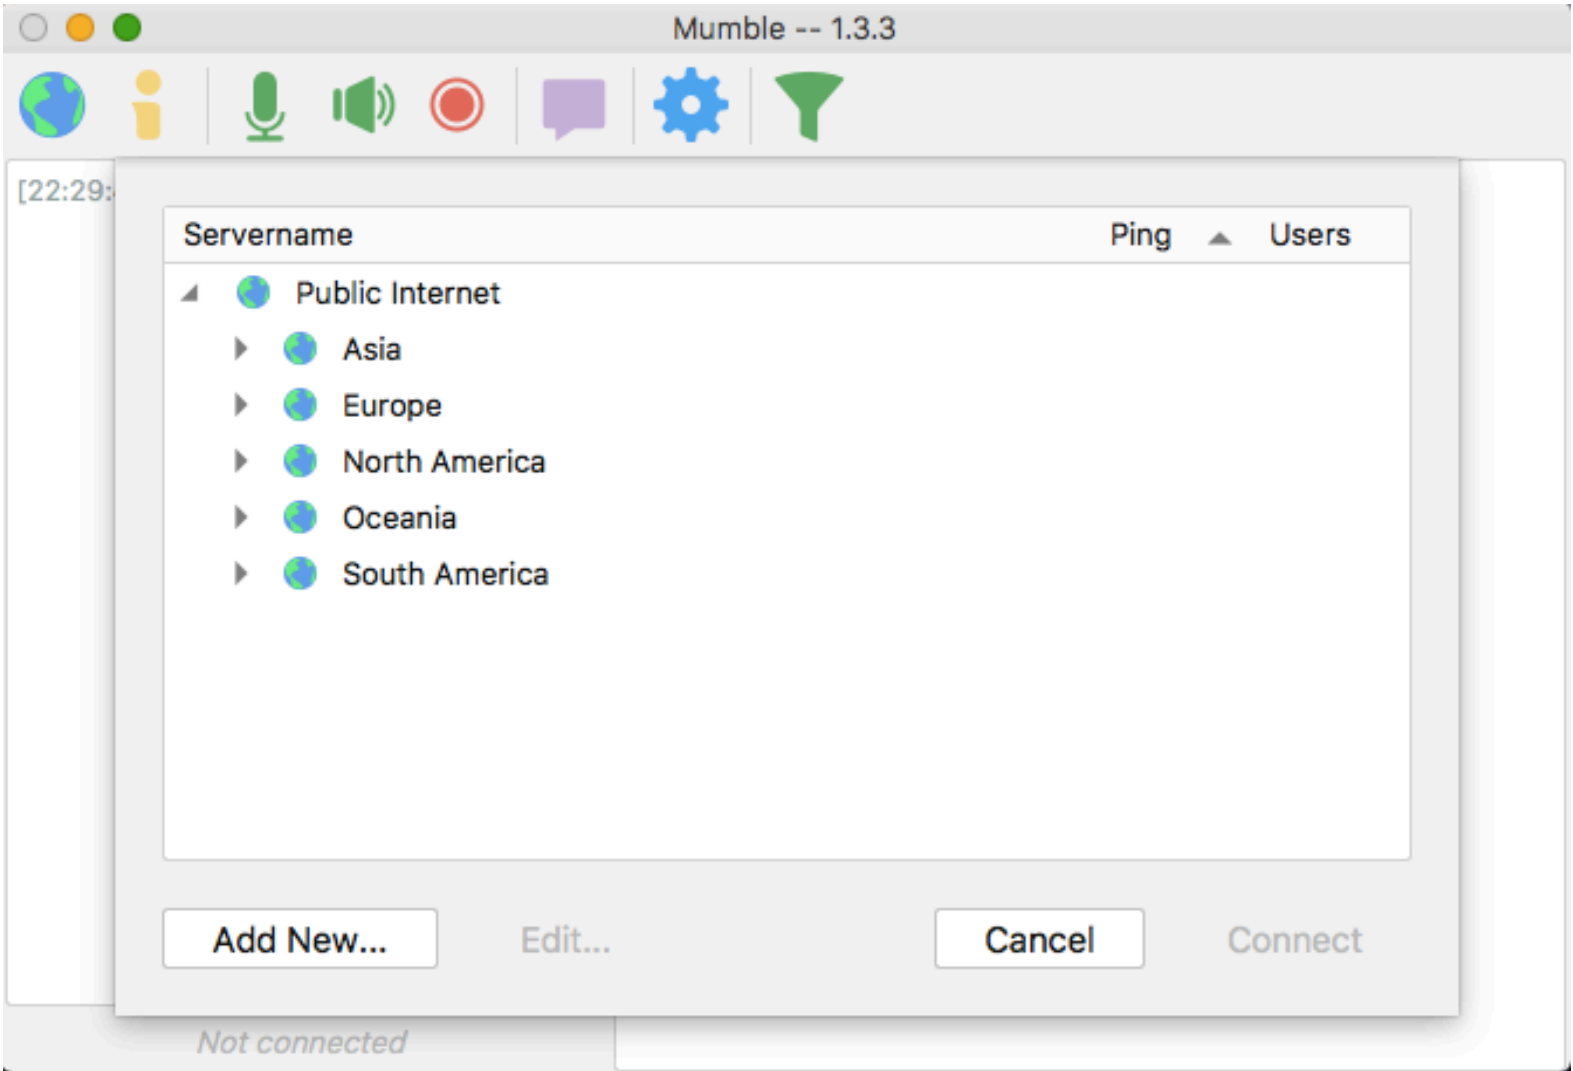 Mumble -- 1.3.3
[22:29:
Servername Ping Users
Public Internet
Asia
Europe
North America
Oceania
South America
Add New... Edit... Cancel Connect
Not connected